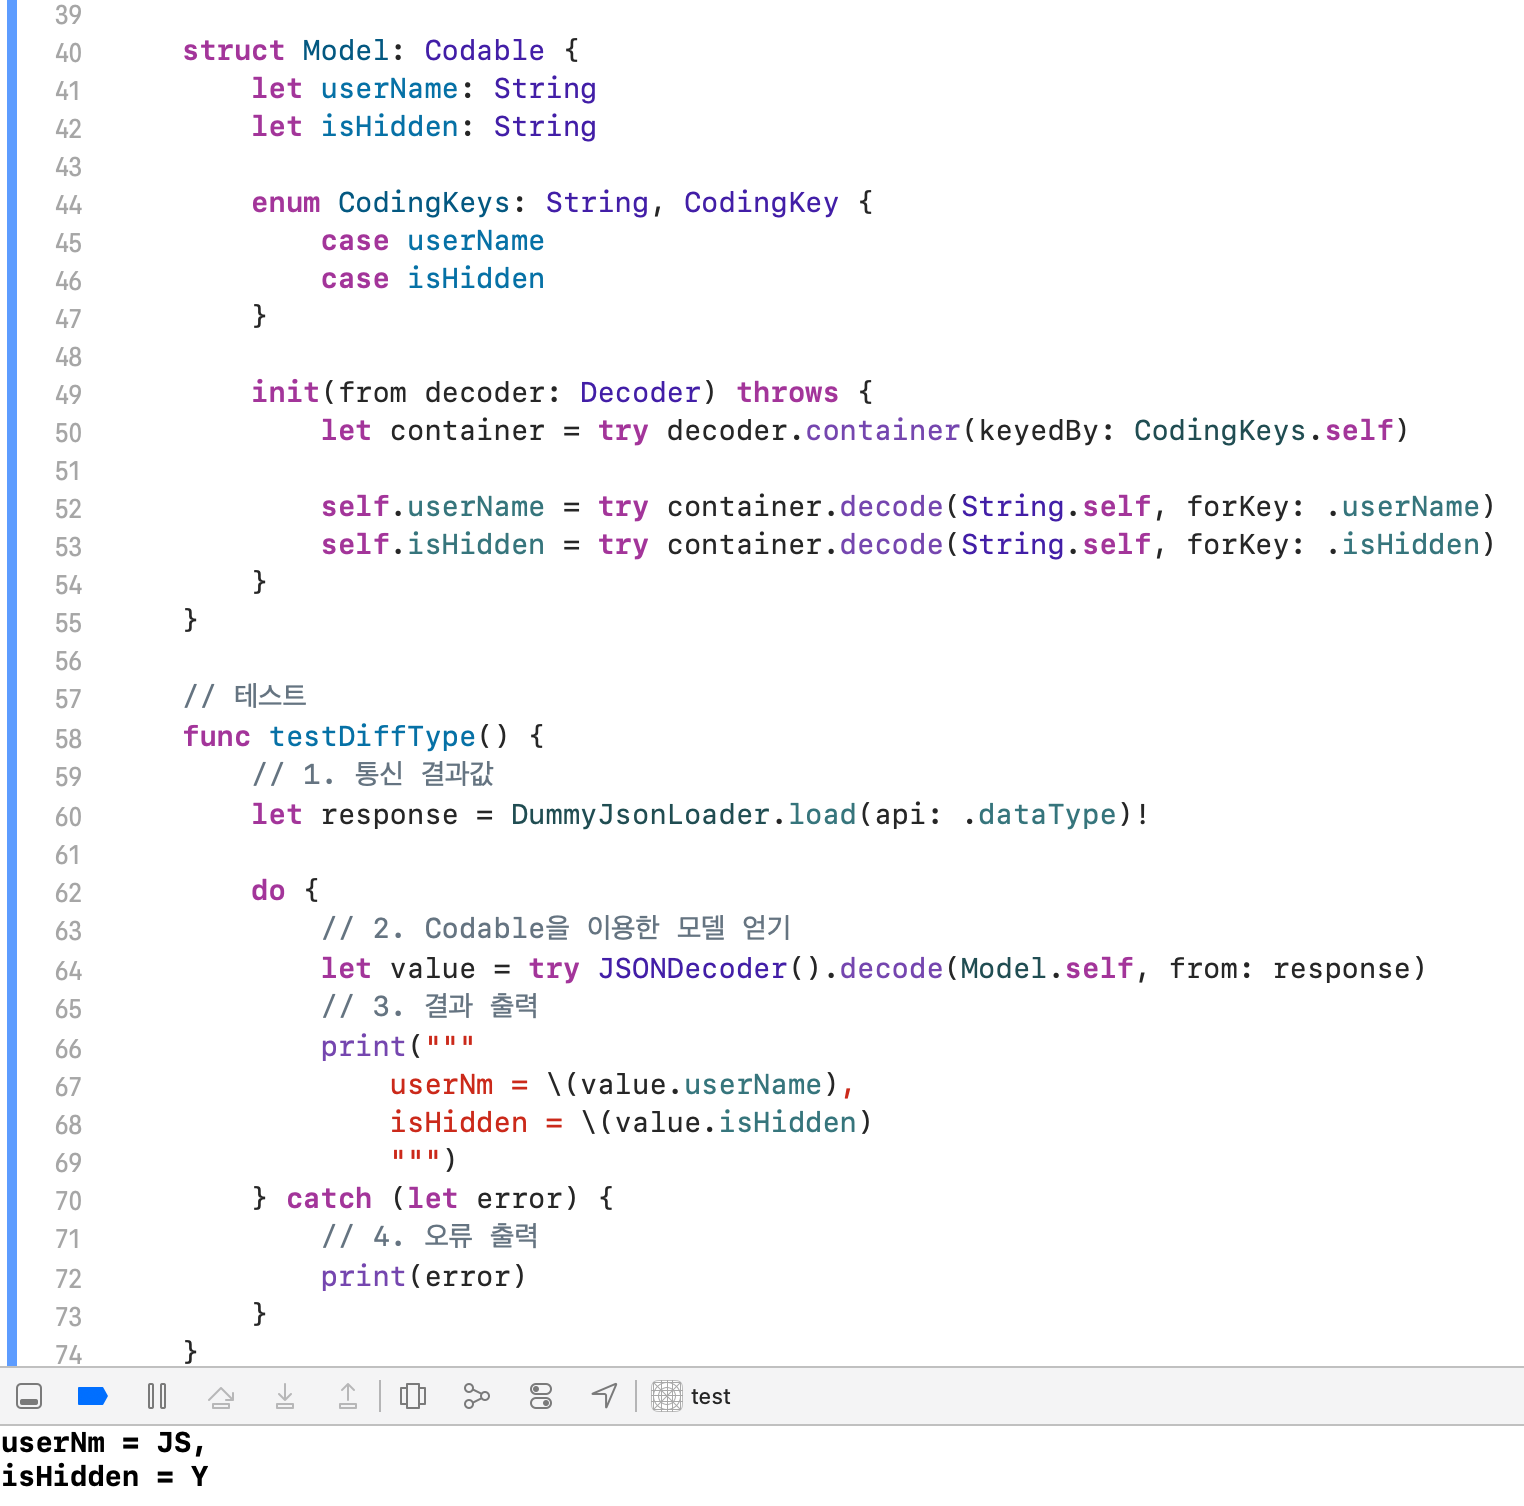 39
40 struct Model: Codable {
41 let userName: String
42 let isHidden: String
43
44 enum CodingKeys: String, CodingKey {
45 case userName
46 case isHidden
47 }
48
49 init(from decoder: Decoder) throws {
50 let container = try decoder.container(keyedBy: CodingKeys.self)
51
52 self.userName = try container.decode(String.self, forKey: .userName)
53 self.isHidden = try container.decode(String.self, forKey: .isHidden)
54 }
55 }
56
57 // 테스트
58 func testDiffType() {
59 // 1. 통신 결과값
60 let response = DummyJsonLoader.load(api: .dataType)!
61
62 do {
63 // 2. Codable을 이용한 모델 얻기
64 let value = try JSONDecoder().decode(Model.self, from: response)
65 // 3. 결과 출력
66 print("""
67 userNm = \(value.userName),
68 isHidden = \(value.isHidden)
69 """)
70 } catch (let error) {
71 // 4. 오류 출력
72 print(error)
73 }
74 }
test
userNm = JS,
isHidden = Y